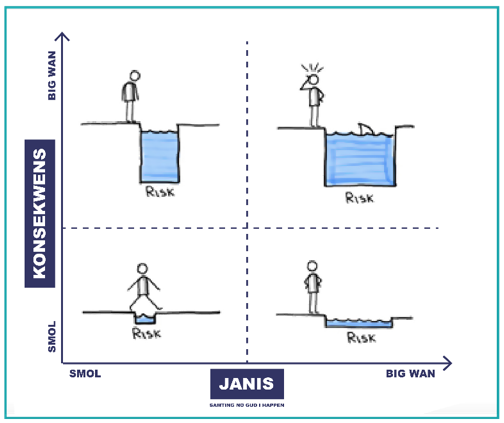 BIG WAN
KONSEKWENS
SMOL
Risk
Risk
Risk
Risk
SMOL
JANIS
BIG WAN
SAMTING NO GUD I HAPPEN